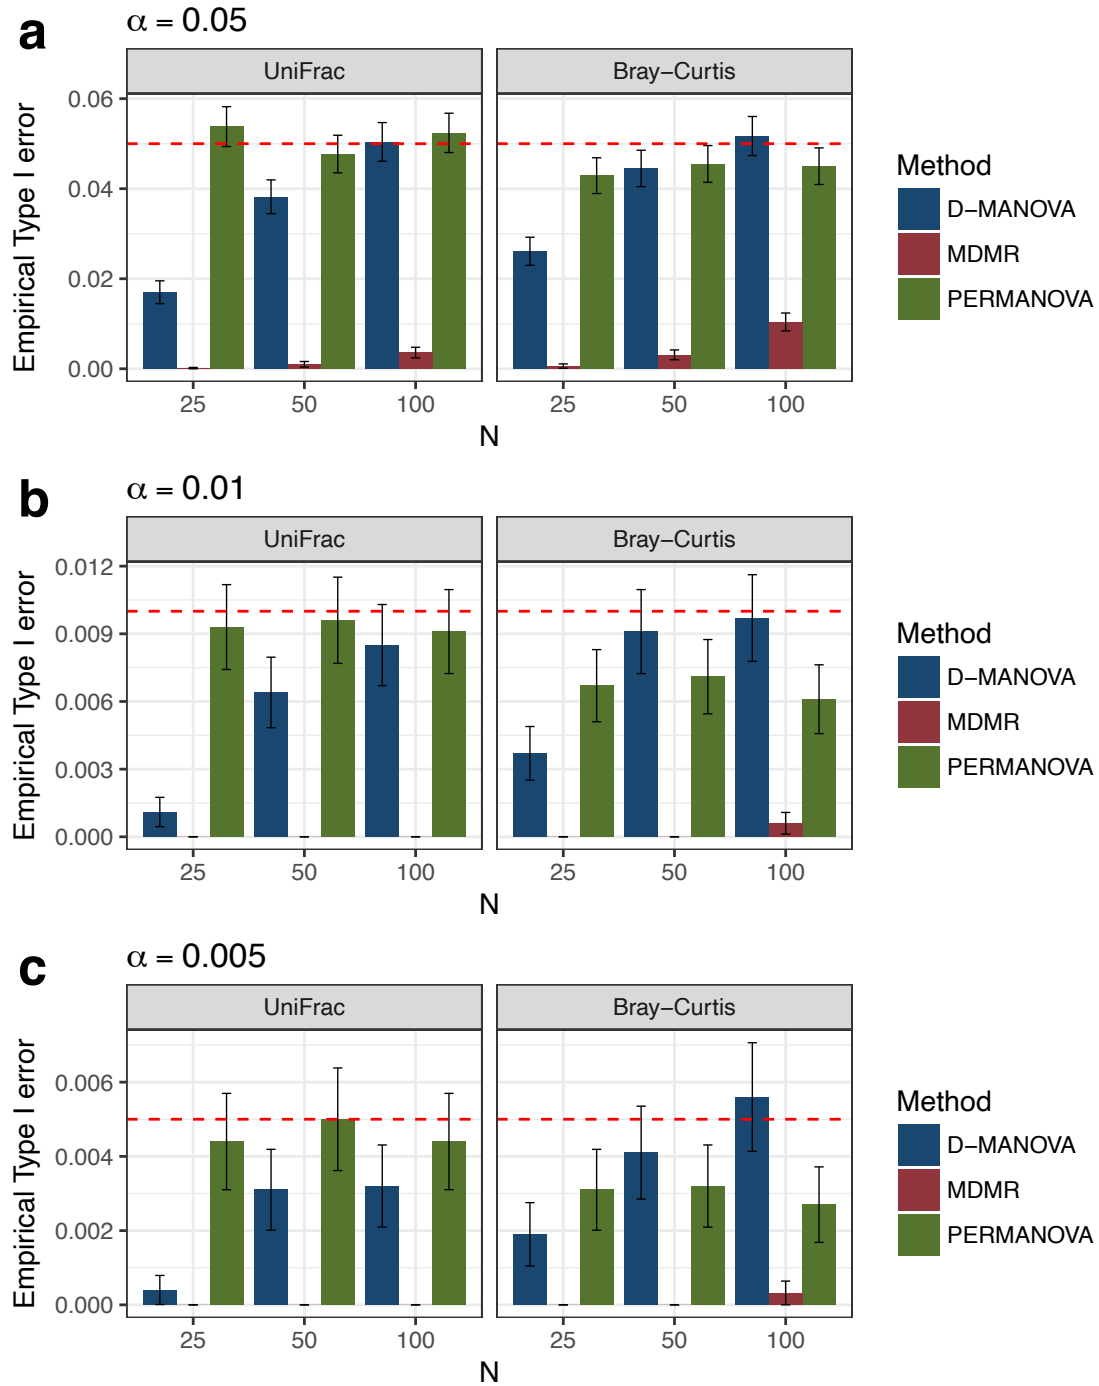 a
α = 0.05
UniFrac
Bray−Curtis
Empirical Type I error
0.06
0.04
0.02
0.00
25 50 100
25 50 100
N
Method
D−MANOVA
MDMR
PERMANOVA
b
α = 0.01
UniFrac
Bray−Curtis
Empirical Type I error
0.012
0.009
0.006
0.003
0.000
25 50 100
25 50 100
N
Method
D−MANOVA
MDMR
PERMANOVA
c
α = 0.005
UniFrac
Bray−Curtis
Empirical Type I error
0.006
0.004
0.002
0.000
25 50 100
25 50 100
N
Method
D−MANOVA
MDMR
PERMANOVA